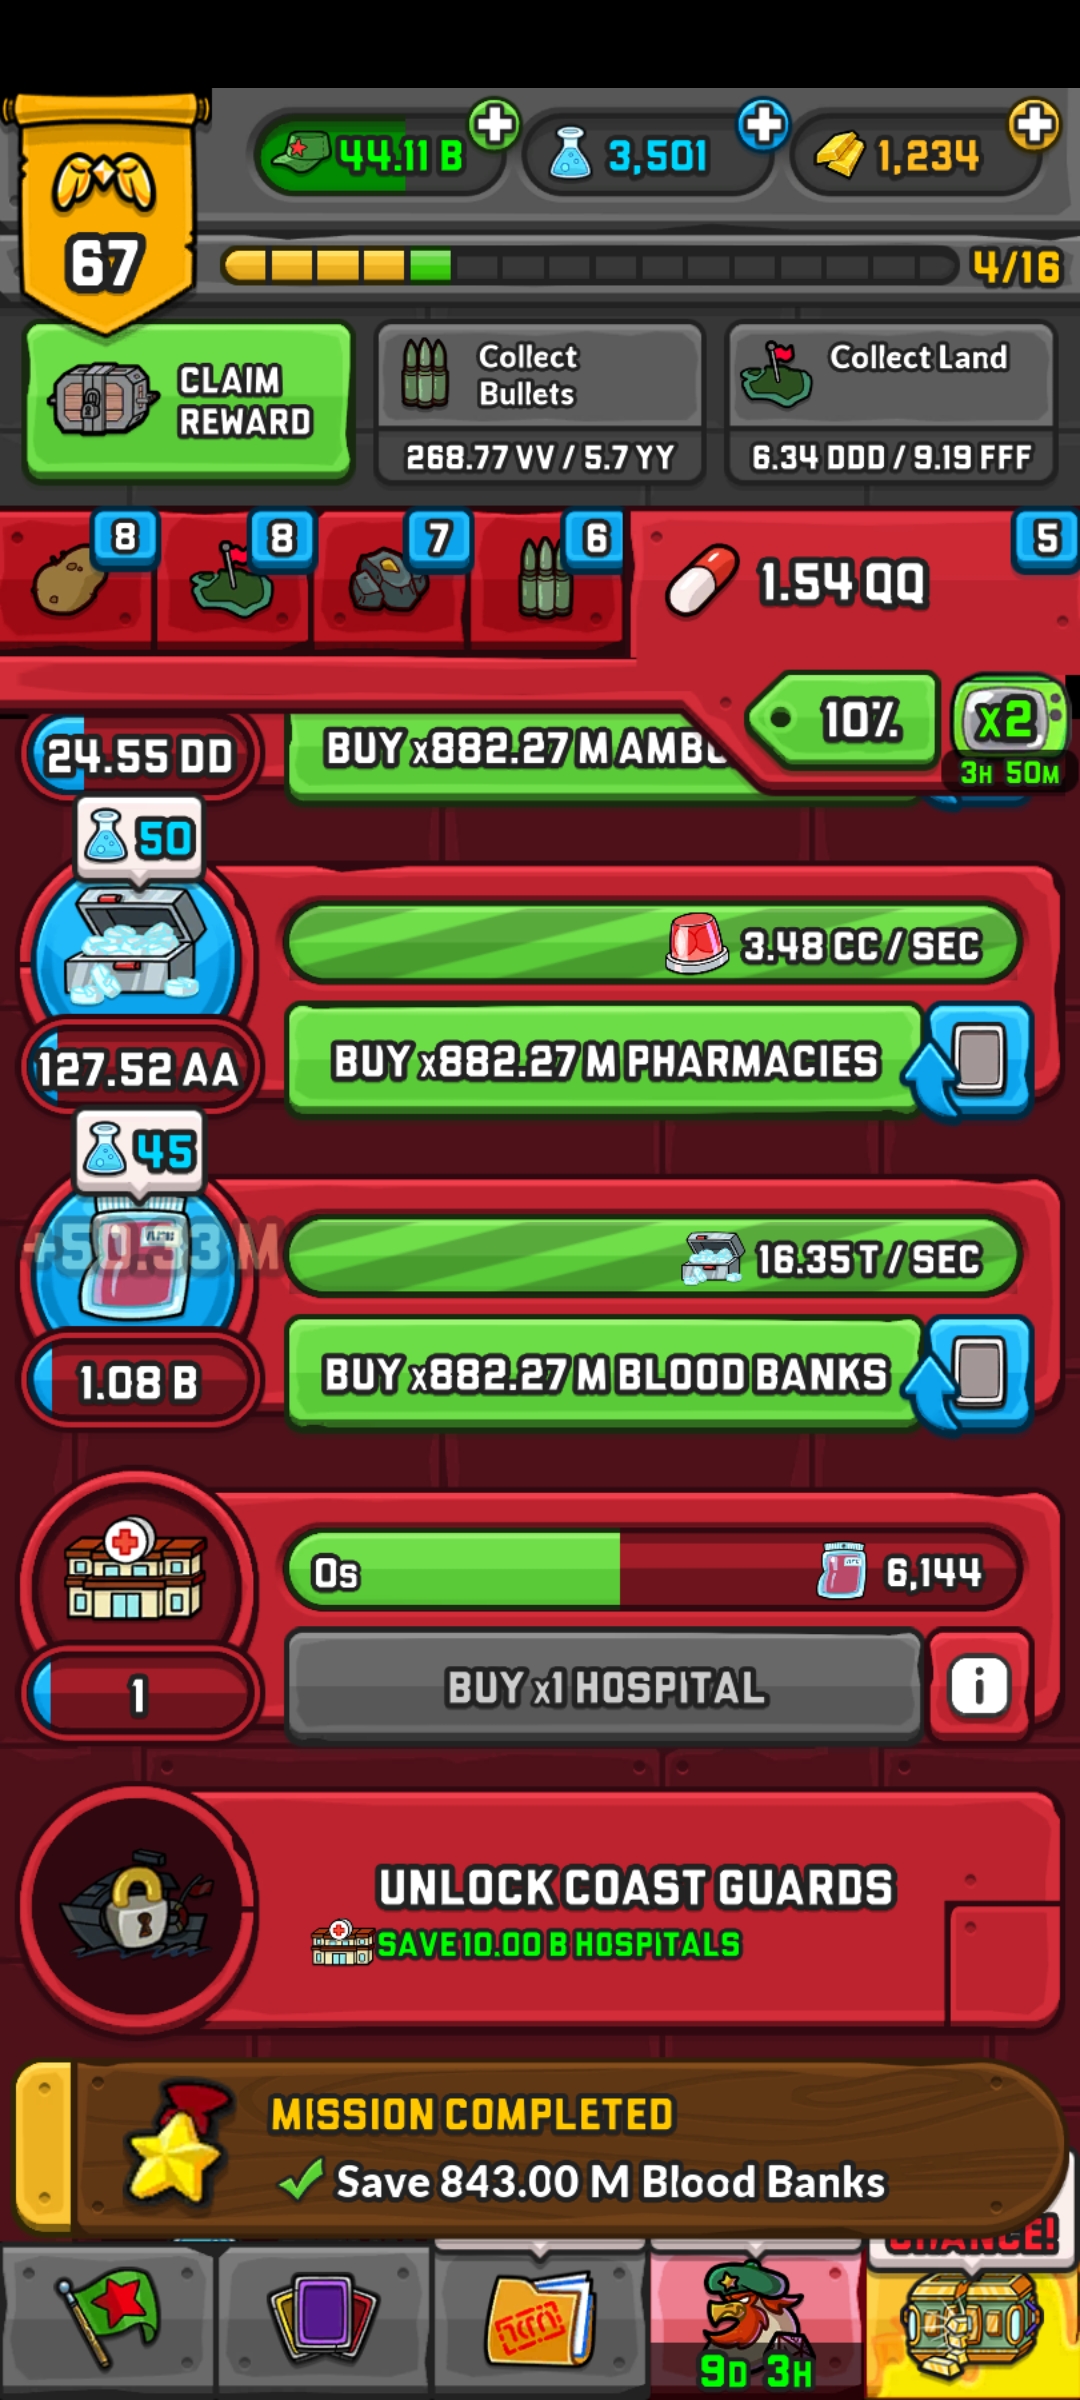 44.11 B
3,501
1,234
67
4/16
CLAIM
REWARD
Collect
Bullets
268.77 VV / 5.7 YY
Collect Land
6.34 DDD / 9.19 FFF
8
8
7
6
5
1.54 QQ
10%
x2
3H 50M
24.55 DD
BUY x882.27 M
50
3.48 CC / SEC
127.52 AA
BUY x882.27 M PHARMACIES
45
+50.33 M
16.35 T / SEC
1.08 B
BUY x882.27 M BLOOD BANKS
0s
6,144
1
BUY x1 HOSPITAL
i
UNLOCK COAST GUARDS
SAVE 10.00 B HOSPITALS
MISSION COMPLETED
Save 843.00 M Blood Banks
CHANCE!
9D 3H